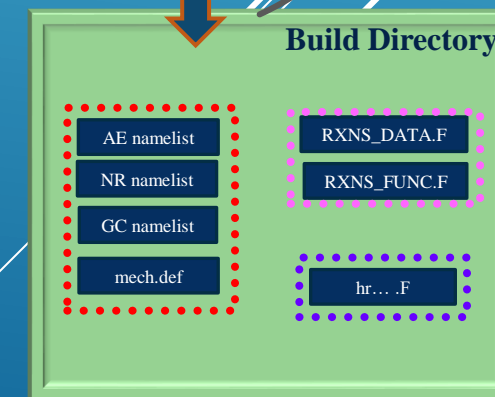 Build Directory
AE namelist
NR namelist
GC namelist
mech.def
RXNS_DATA.F
RXNS_FUNC.F
hr... .F